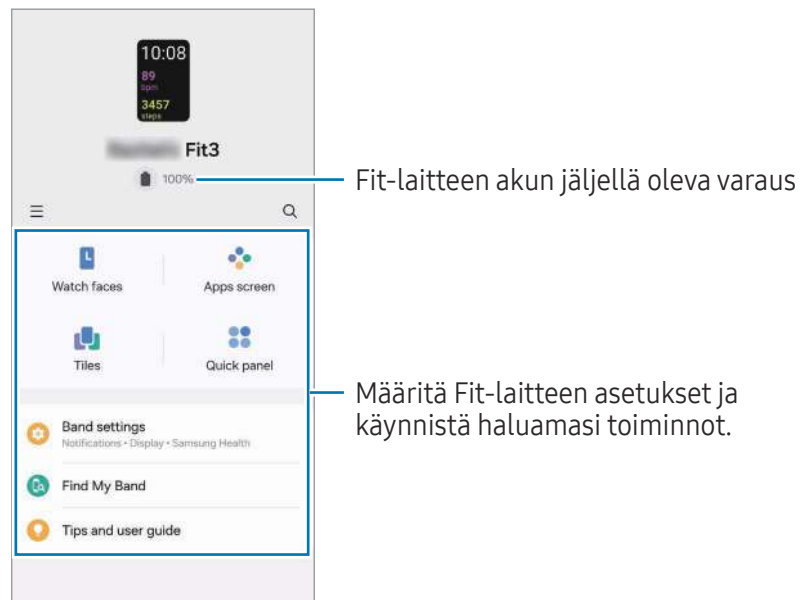 10:08
89
bpm
3457
steps
Fit3
100%
Fit-laitteen akun jäljellä oleva varaus
Watch faces
Apps screen
Tiles
Quick panel
Määritä Fit-laitteen asetukset ja
käynnistä haluamasi toiminnot.
Band settings
Notifications • Display • Samsung Health
Find My Band
Tips and user guide